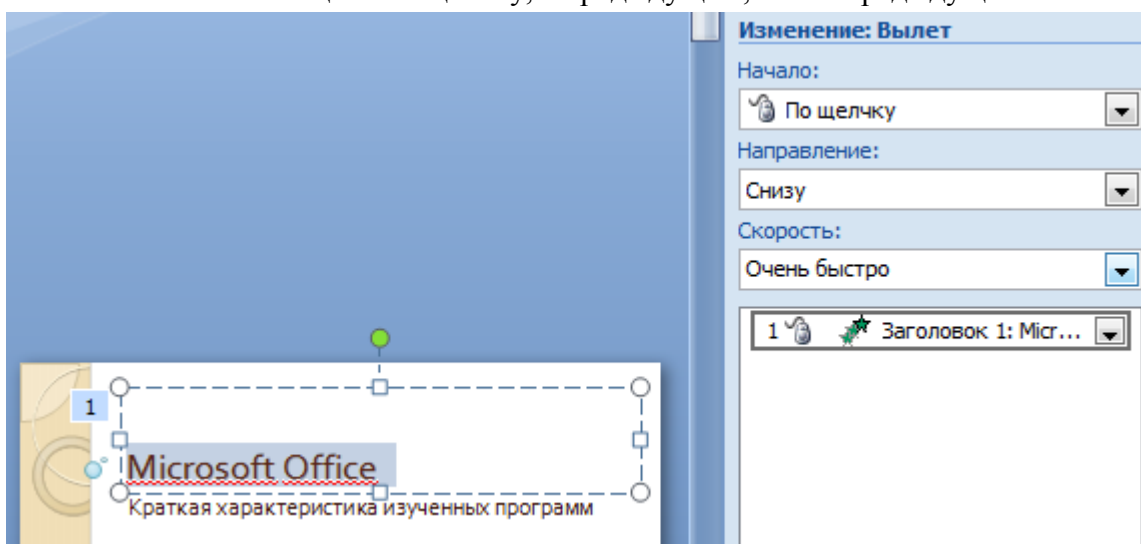 Изменение: Вылет
Начало:
По щелчку
Направление:
Снизу
Скорость:
Очень быстро
1 Заголовок 1: Micr...
1
Microsoft Office
Краткая характеристика изученных программ